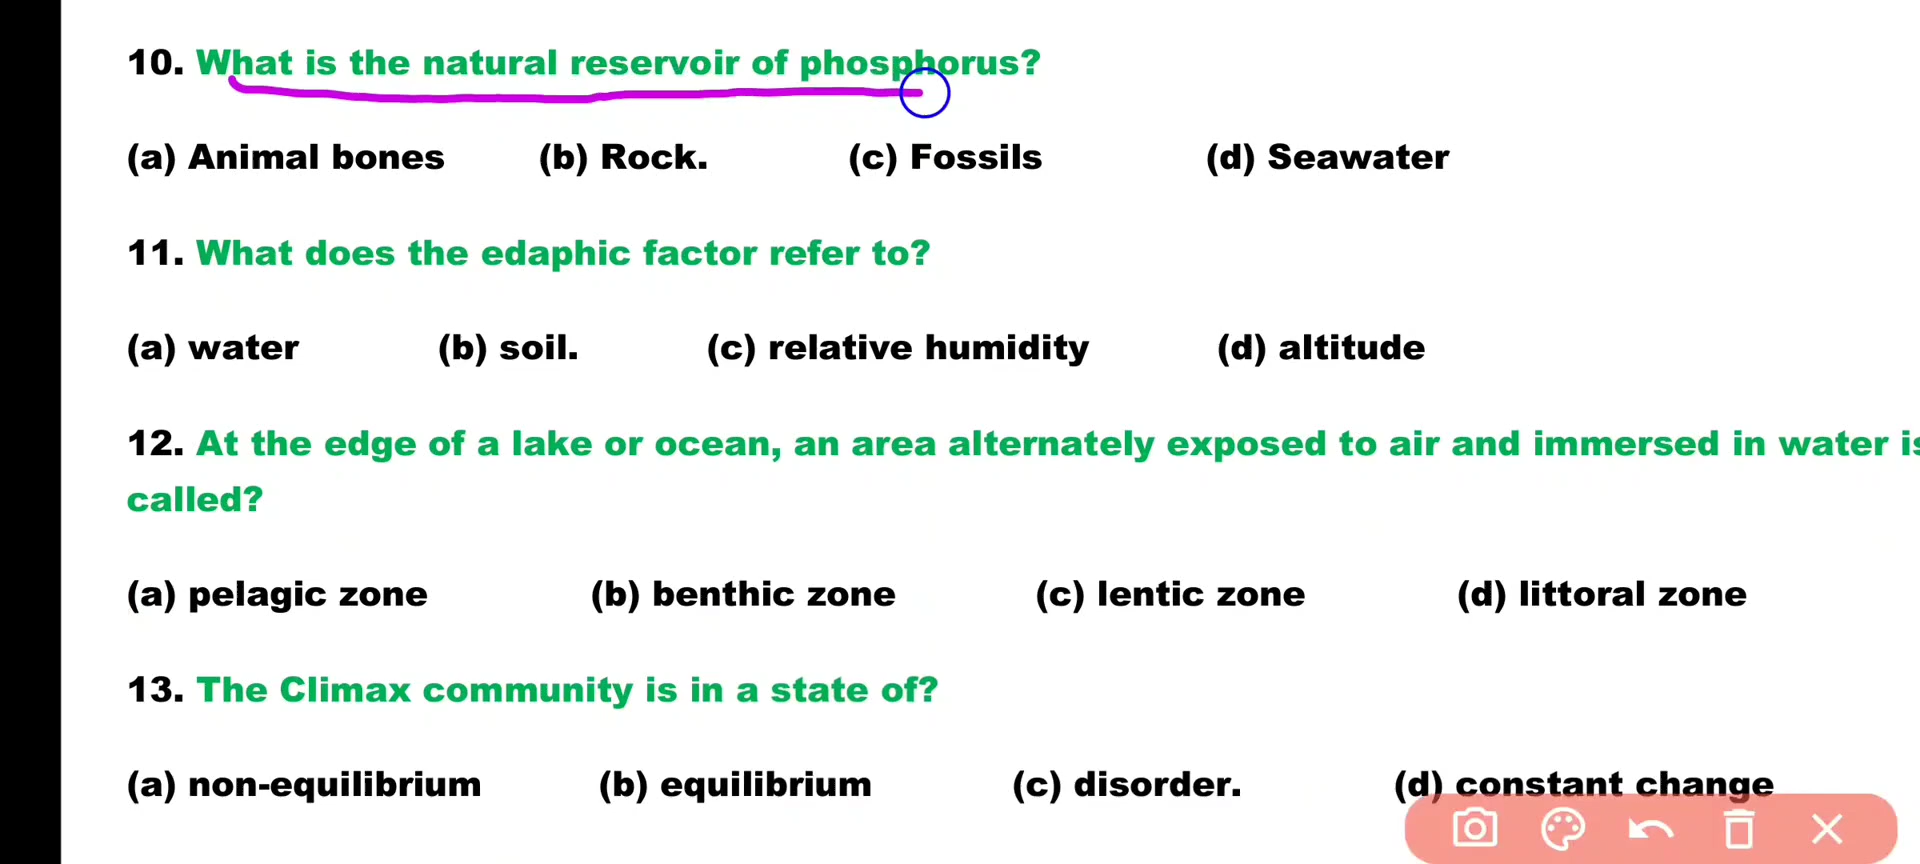 10. What is the natural reservoir of phosphorus?
(a) Animal bones (b) Rock. (c) Fossils (d) Seawater
11. What does the edaphic factor refer to?
(a) water (b) soil. (c) relative humidity (d) altitude
12. At the edge of a lake or ocean, an area alternately exposed to air and immersed in water is
called?
(a) pelagic zone (b) benthic zone (c) lentic zone (d) littoral zone
13. The Climax community is in a state of?
(a) non-equilibrium (b) equilibrium (c) disorder. (d) constant change